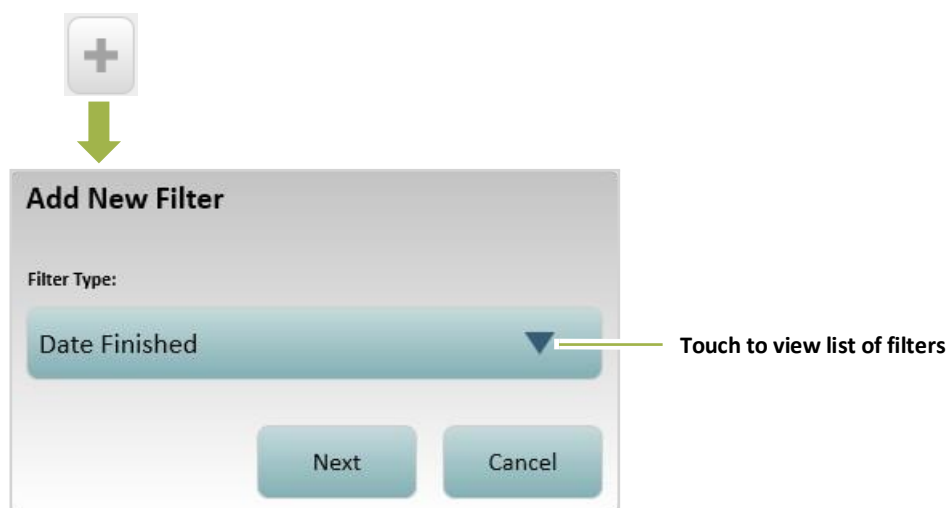 Add New Filter
Filter Type:
Date Finished
Touch to view list of filters
Next
Cancel